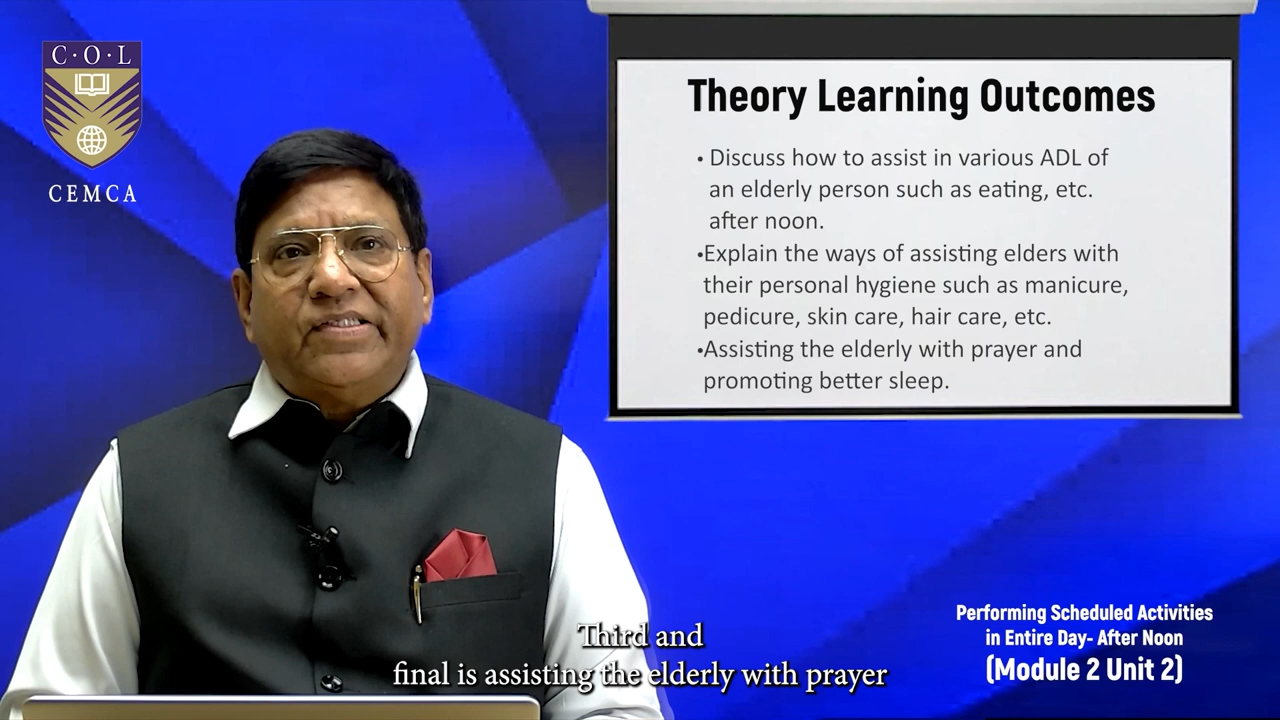 C·O·L
CEMCA
Theory Learning Outcomes
• Discuss how to assist in various ADL of
an elderly person such as eating, etc.
after noon.
•Explain the ways of assisting elders with
their personal hygiene such as manicure,
pedicure, skin care, hair care, etc.
•Assisting the elderly with prayer and
promoting better sleep.
Performing Scheduled Activities
in Entire Day- After Noon
(Module 2 Unit 2)
Third and
final is assisting the elderly with prayer